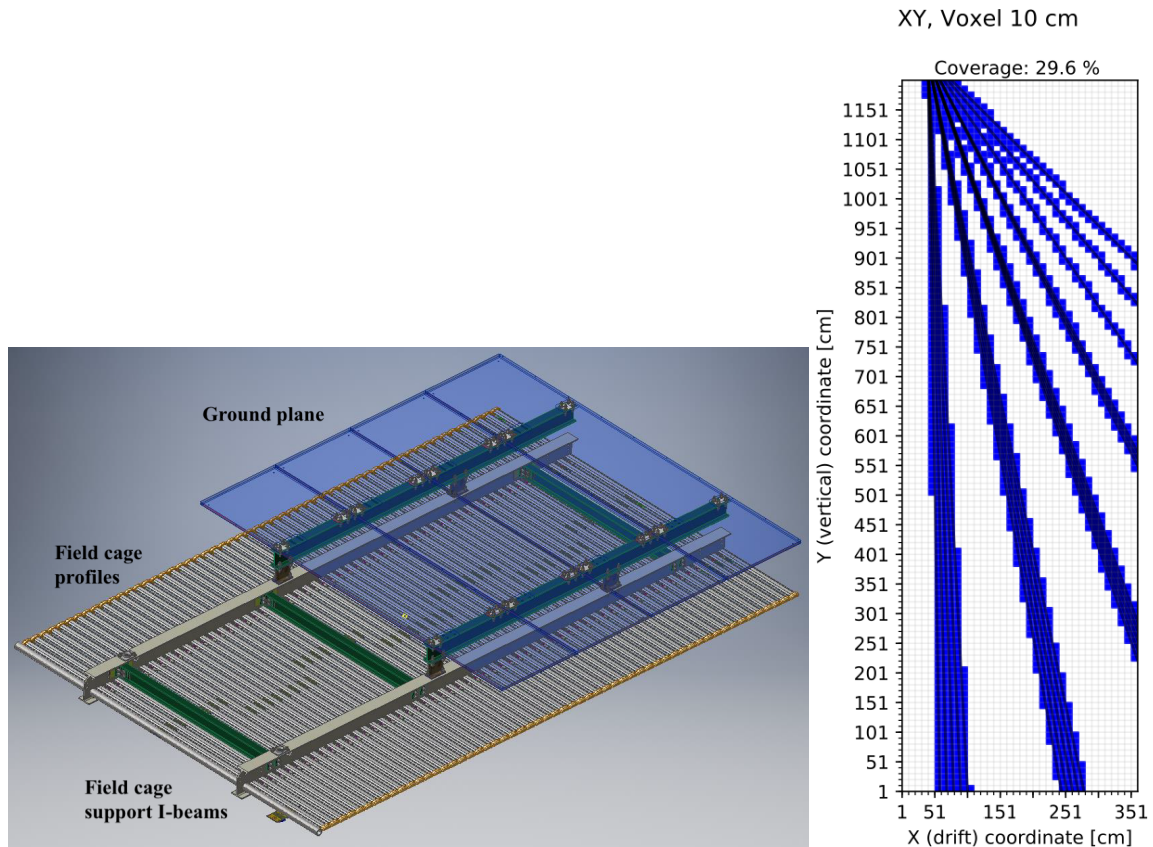 Ground plane
Field cage
profiles
Field cage
support I-beams
XY, Voxel 10 cm
Coverage: 29.6 %
Y (vertical) coordinate [cm]
1151
1101
1051
1001
951
901
851
801
751
701
651
601
551
501
451
401
351
301
251
201
151
101
51
1
1 51 151 251 351
X (drift) coordinate [cm]